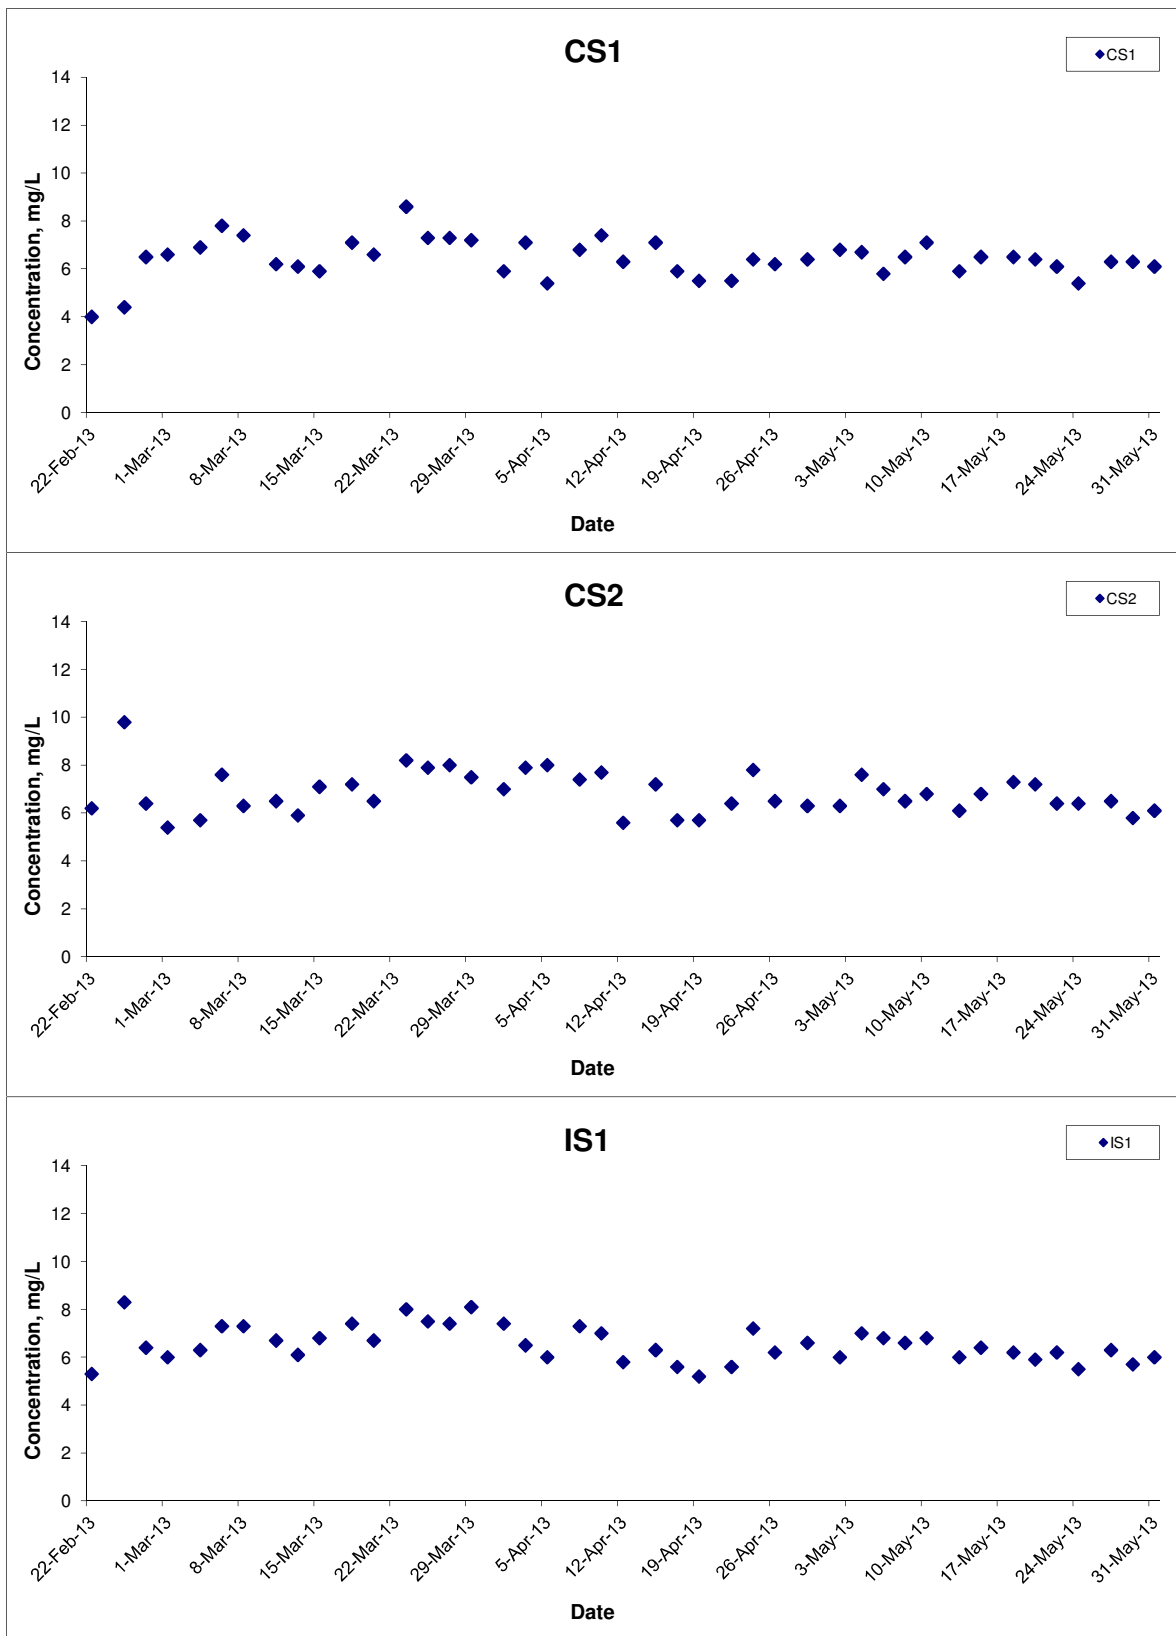 CS1
CS1
14
12
10
8
6
4
2
0
Concentration, mg/L
22-Feb-13
1-Mar-13
8-Mar-13
15-Mar-13
22-Mar-13
29-Mar-13
5-Apr-13
12-Apr-13
19-Apr-13
26-Apr-13
3-May-13
10-May-13
17-May-13
24-May-13
31-May-13
Date
CS2
CS2
14
12
10
8
6
4
2
0
Concentration, mg/L
22-Feb-13
1-Mar-13
8-Mar-13
15-Mar-13
22-Mar-13
29-Mar-13
5-Apr-13
12-Apr-13
19-Apr-13
26-Apr-13
3-May-13
10-May-13
17-May-13
24-May-13
31-May-13
Date
IS1
IS1
14
12
10
8
6
4
2
0
Concentration, mg/L
22-Feb-13
1-Mar-13
8-Mar-13
15-Mar-13
22-Mar-13
29-Mar-13
5-Apr-13
12-Apr-13
19-Apr-13
26-Apr-13
3-May-13
10-May-13
17-May-13
24-May-13
31-May-13
Date